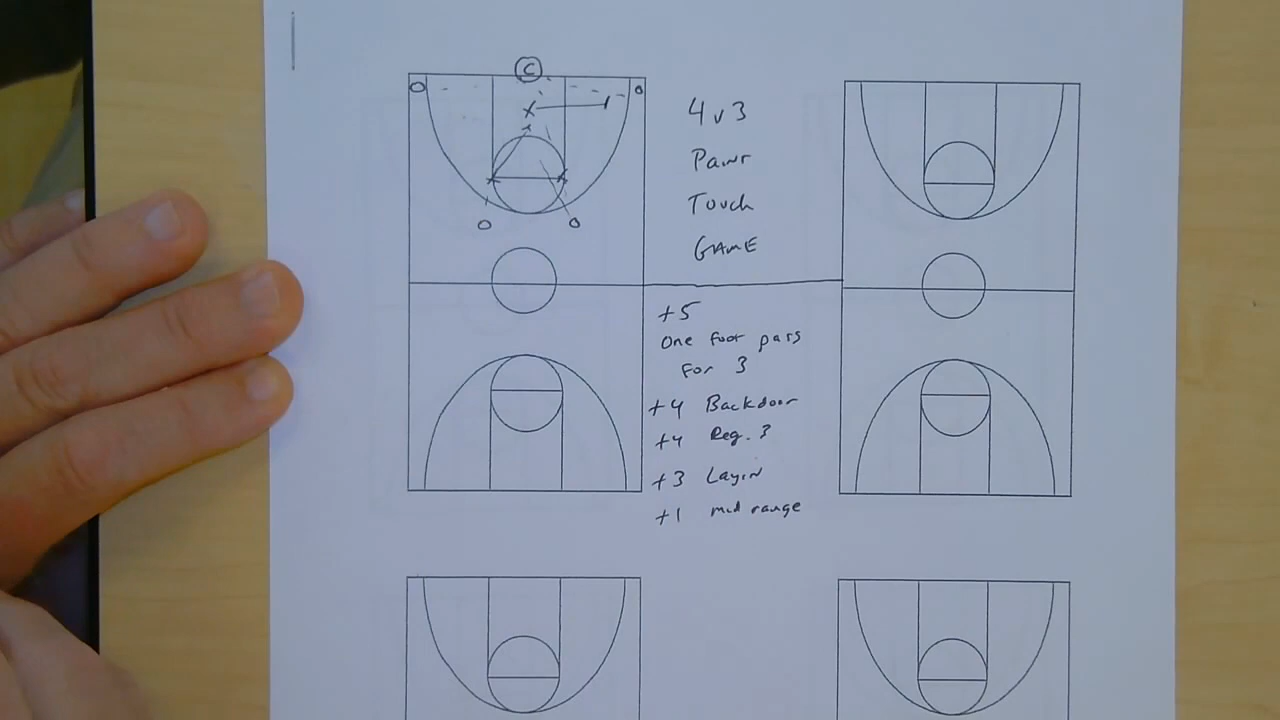 C
O
O
X
X
X
O
O
4 v 3
Touch
GAME
+5
One foot pass
For 3
+4 Backdoor
+4 Reg. 3
+3 Layin
+1 mid range